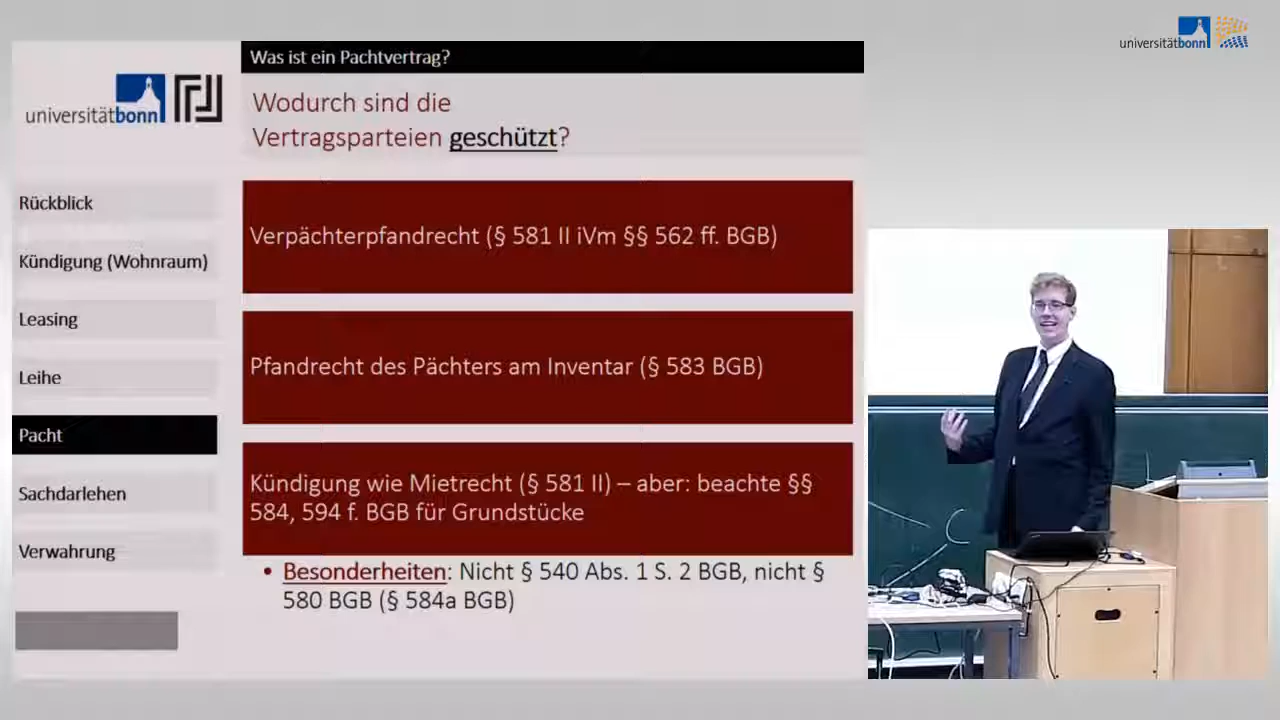 universitätbonn
Was ist ein Pachtvertrag?
universitätbonn
Wodurch sind die
Vertragsparteien geschützt?
Rückblick
Kündigung (Wohnraum)
Leasing
Leihe
Pacht
Sachdarlehen
Verwahrung
Verpächterpfandrecht (§ 581 II iVm §§ 562 ff. BGB)
Pfandrecht des Pächters am Inventar (§ 583 BGB)
Kündigung wie Mietrecht (§ 581 II) – aber: beachte §§
584, 594 f. BGB für Grundstücke
• Besonderheiten: Nicht § 540 Abs. 1 S. 2 BGB, nicht §
580 BGB (§ 584a BGB)